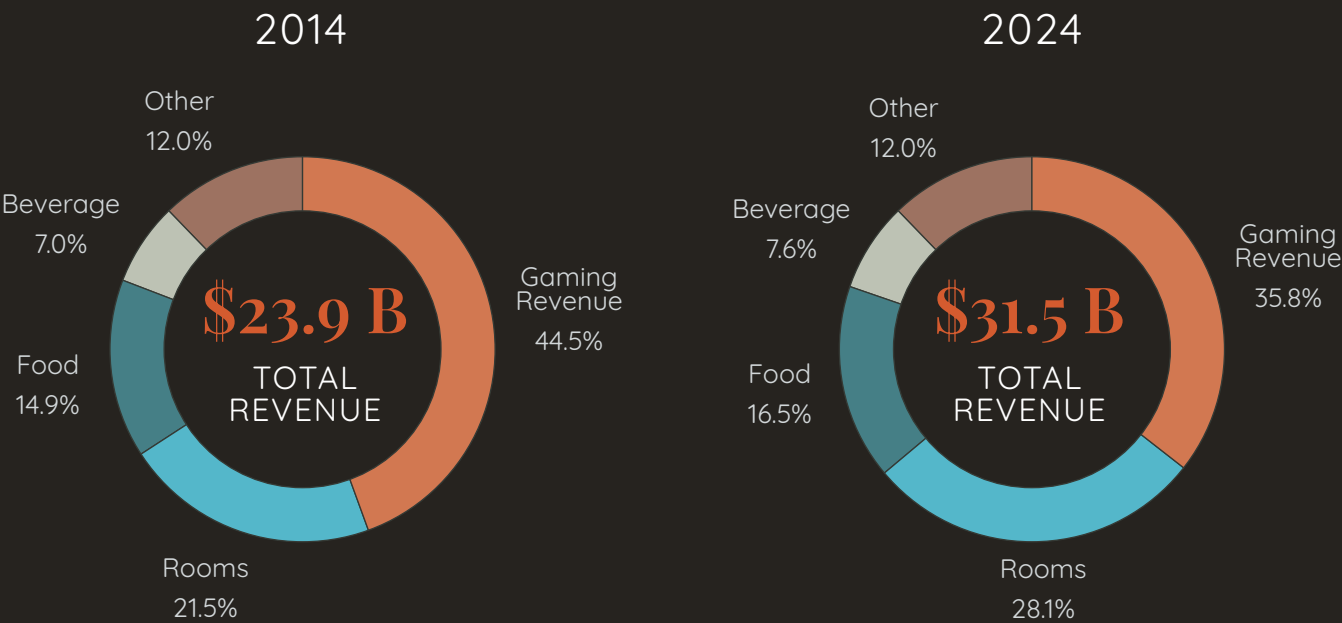 2014
Other
12.0%
Beverage
7.0%
Gaming
Revenue
44.5%
$23.9 B
TOTAL
REVENUE
Food
14.9%
Rooms
21.5%
2024
Other
12.0%
Beverage
7.6%
Gaming
Revenue
35.8%
$31.5 B
TOTAL
REVENUE
Food
16.5%
Rooms
28.1%